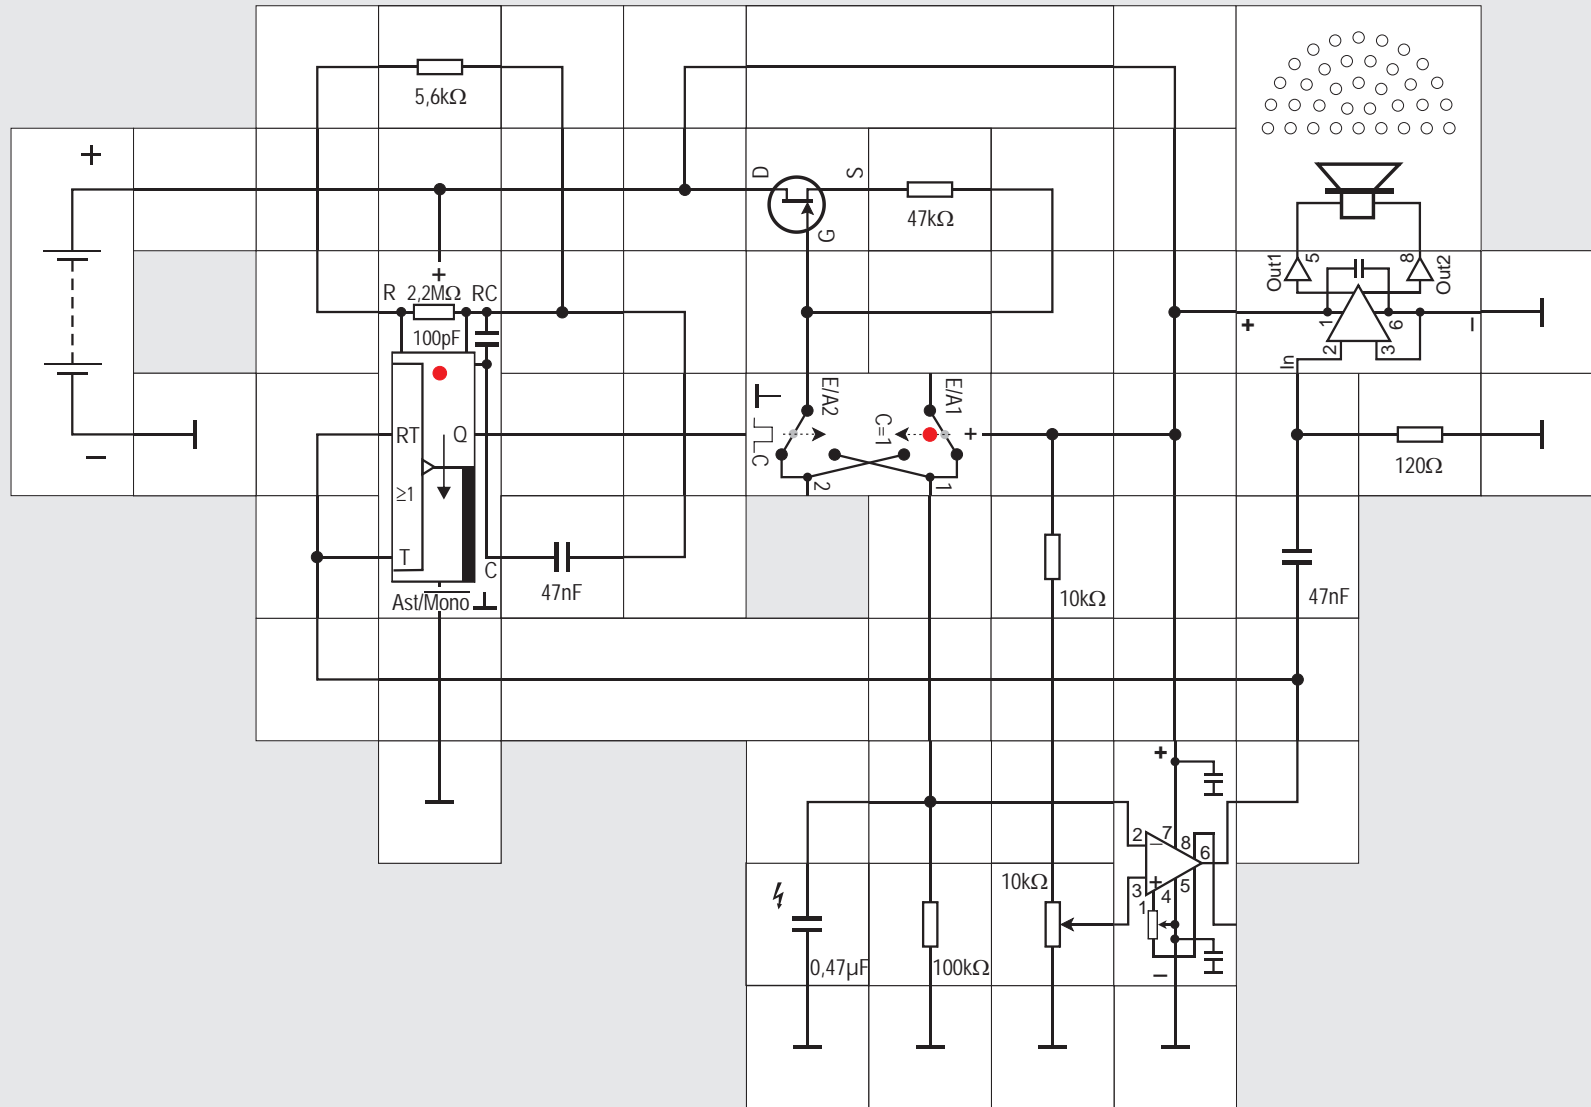 5,6kΩ
+
D
S
G
47kΩ
Out1
5
8
Out2
+
R
2,2MΩ
RC
100pF
+
1
6
–
2
3
In
E/A2
E/A1
C=1
+
RT
Q
C
≥1
2
1
120Ω
–
T
C
47nF
10kΩ
47nF
Ast/Mono
+
2
–
7
8
6
3
+
1
4
5
10kΩ
0,47µF
100kΩ
–